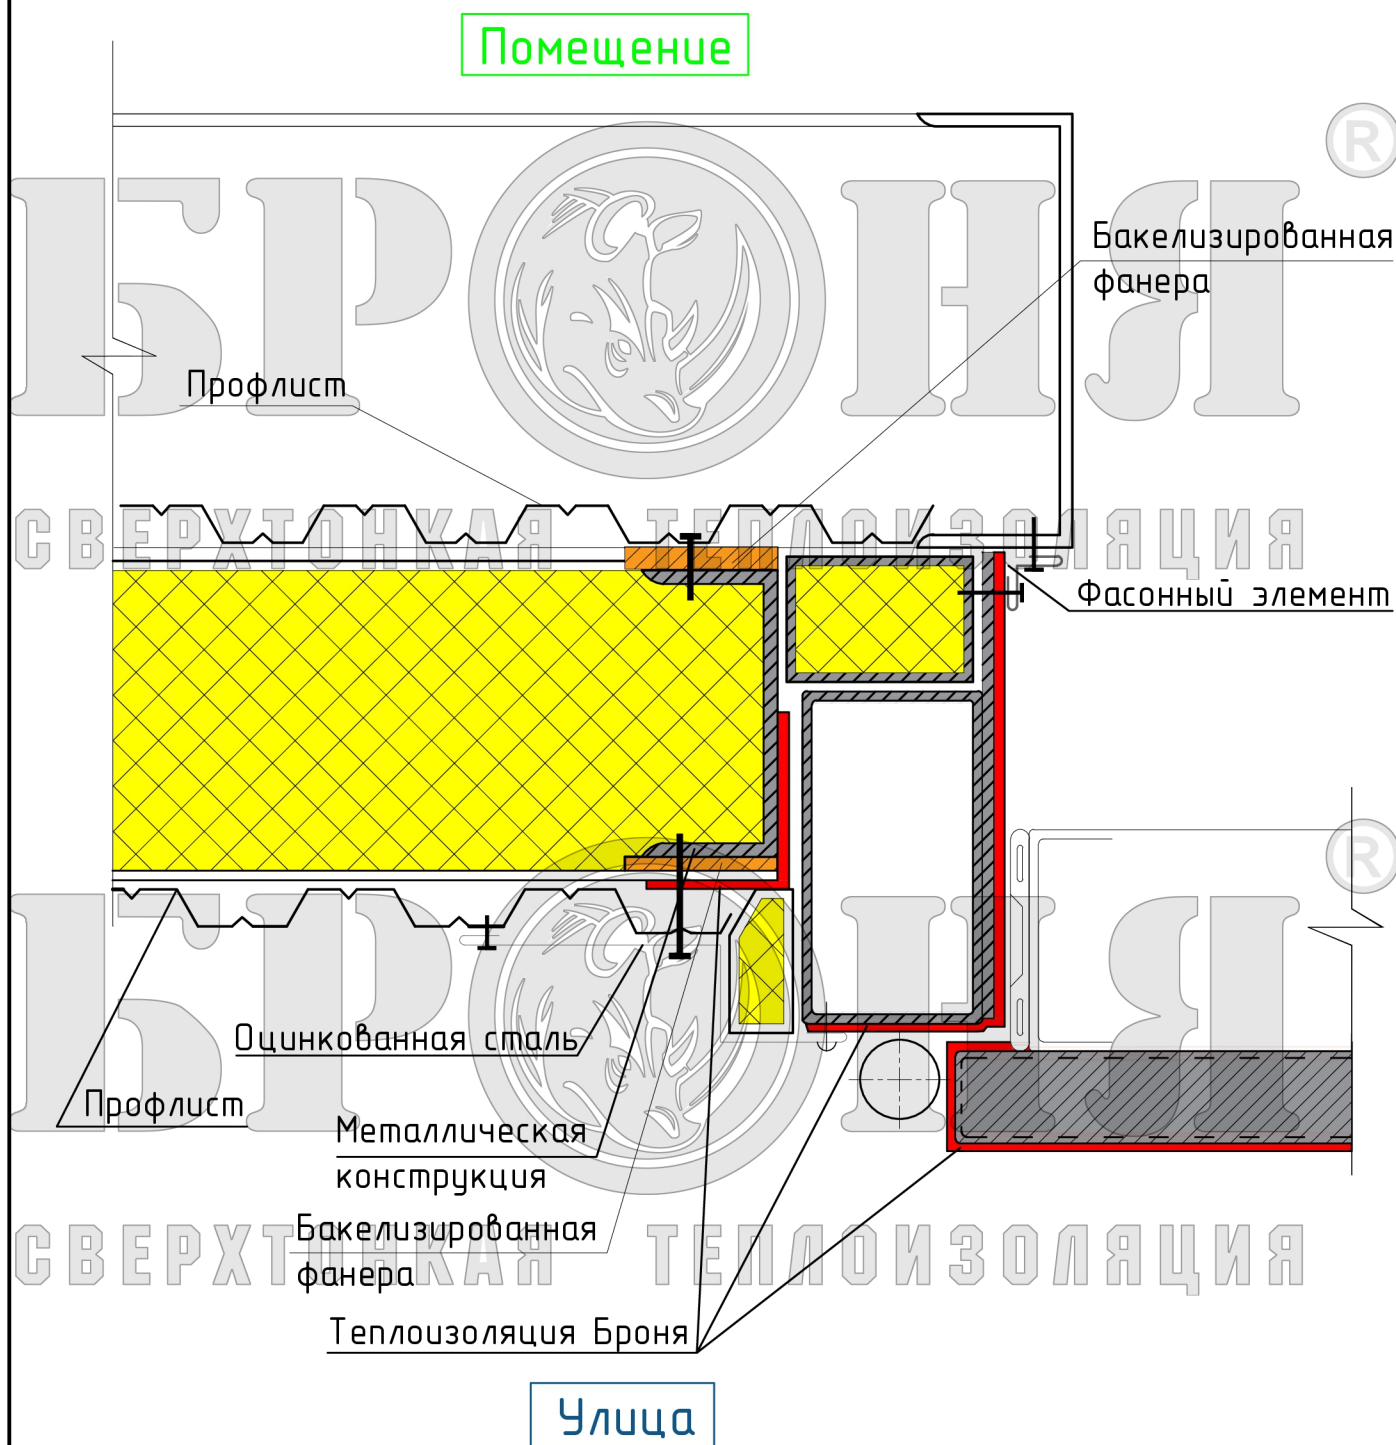 Помещение
®
БРОНЯ
Бакелизированная
фанера
Профлист
СВЕРХТОНКАЯ ТЕПЛОИЗОЛЯЦИЯ
Фасонный элемент
®
БРОНЯ
Оцинкованная сталь
Профлист
Металлическая
конструкция
Бакелизированная
фанера
СВЕРХТОНКАЯ ТЕПЛОИЗОЛЯЦИЯ
Теплоизоляция Броня
Улица